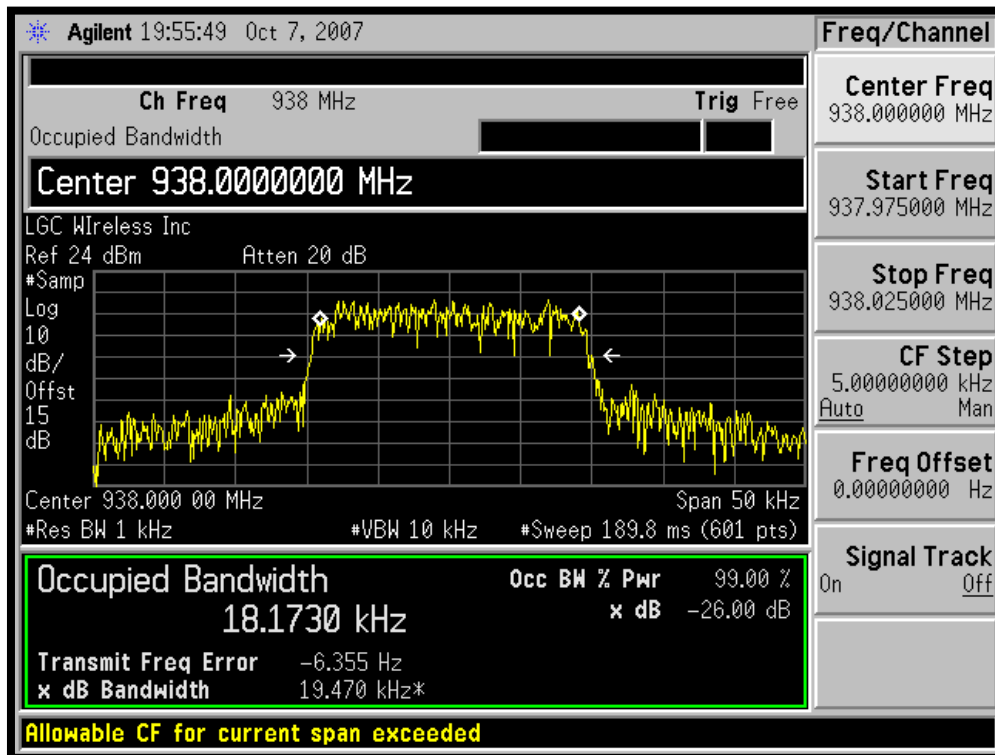 Agilent 19:55:49 Oct 7, 2007
Freq/Channel
Ch Freq 938 MHz Trig Free
Occupied Bandwidth
Center 938.0000000 MHz
LGC WIreless Inc
Ref 24 dBm Atten 20 dB
#Samp
Log
10
dB/
Offst
15
dB
Center 938.000 00 MHz Span 50 kHz
#Res BW 1 kHz #VBW 10 kHz #Sweep 189.8 ms (601 pts)
Occupied Bandwidth Occ BW % Pwr 99.00 %
18.1730 kHz x dB -26.00 dB
Transmit Freq Error -6.355 Hz
x dB Bandwidth 19.470 kHz*
Allowable CF for current span exceeded
Center Freq
938.000000 MHz
Start Freq
937.975000 MHz
Stop Freq
938.025000 MHz
CF Step
5.00000000 kHz
Auto Man
Freq Offset
0.00000000 Hz
Signal Track
On Off